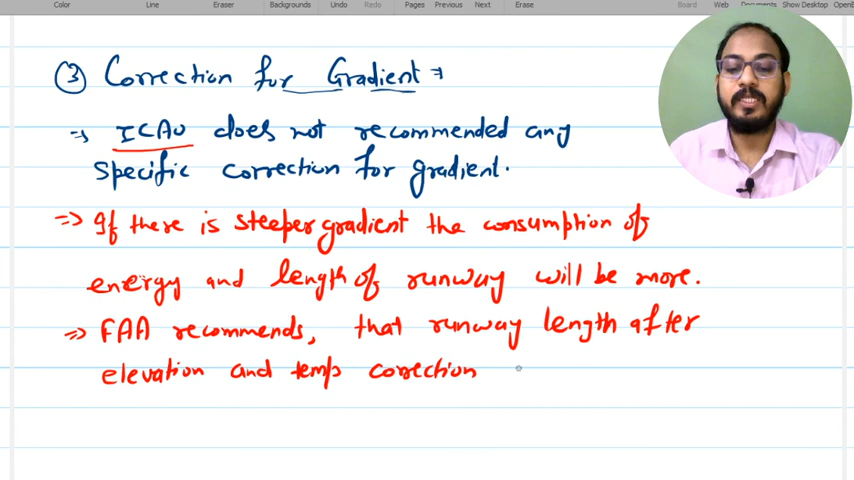 Color Line Eraser Backgrounds Undo Redo Pages Previous Next Erase Board Web Documents Show Desktop
③ Correction for Gradient ⇒
⇒ ICAO does not recommended any
specific correction for gradient.
⇒ If there is steeper gradient the consumption of
energy and length of runway will be more.
⇒ FAA recommends, that runway length after
elevation and temp correction